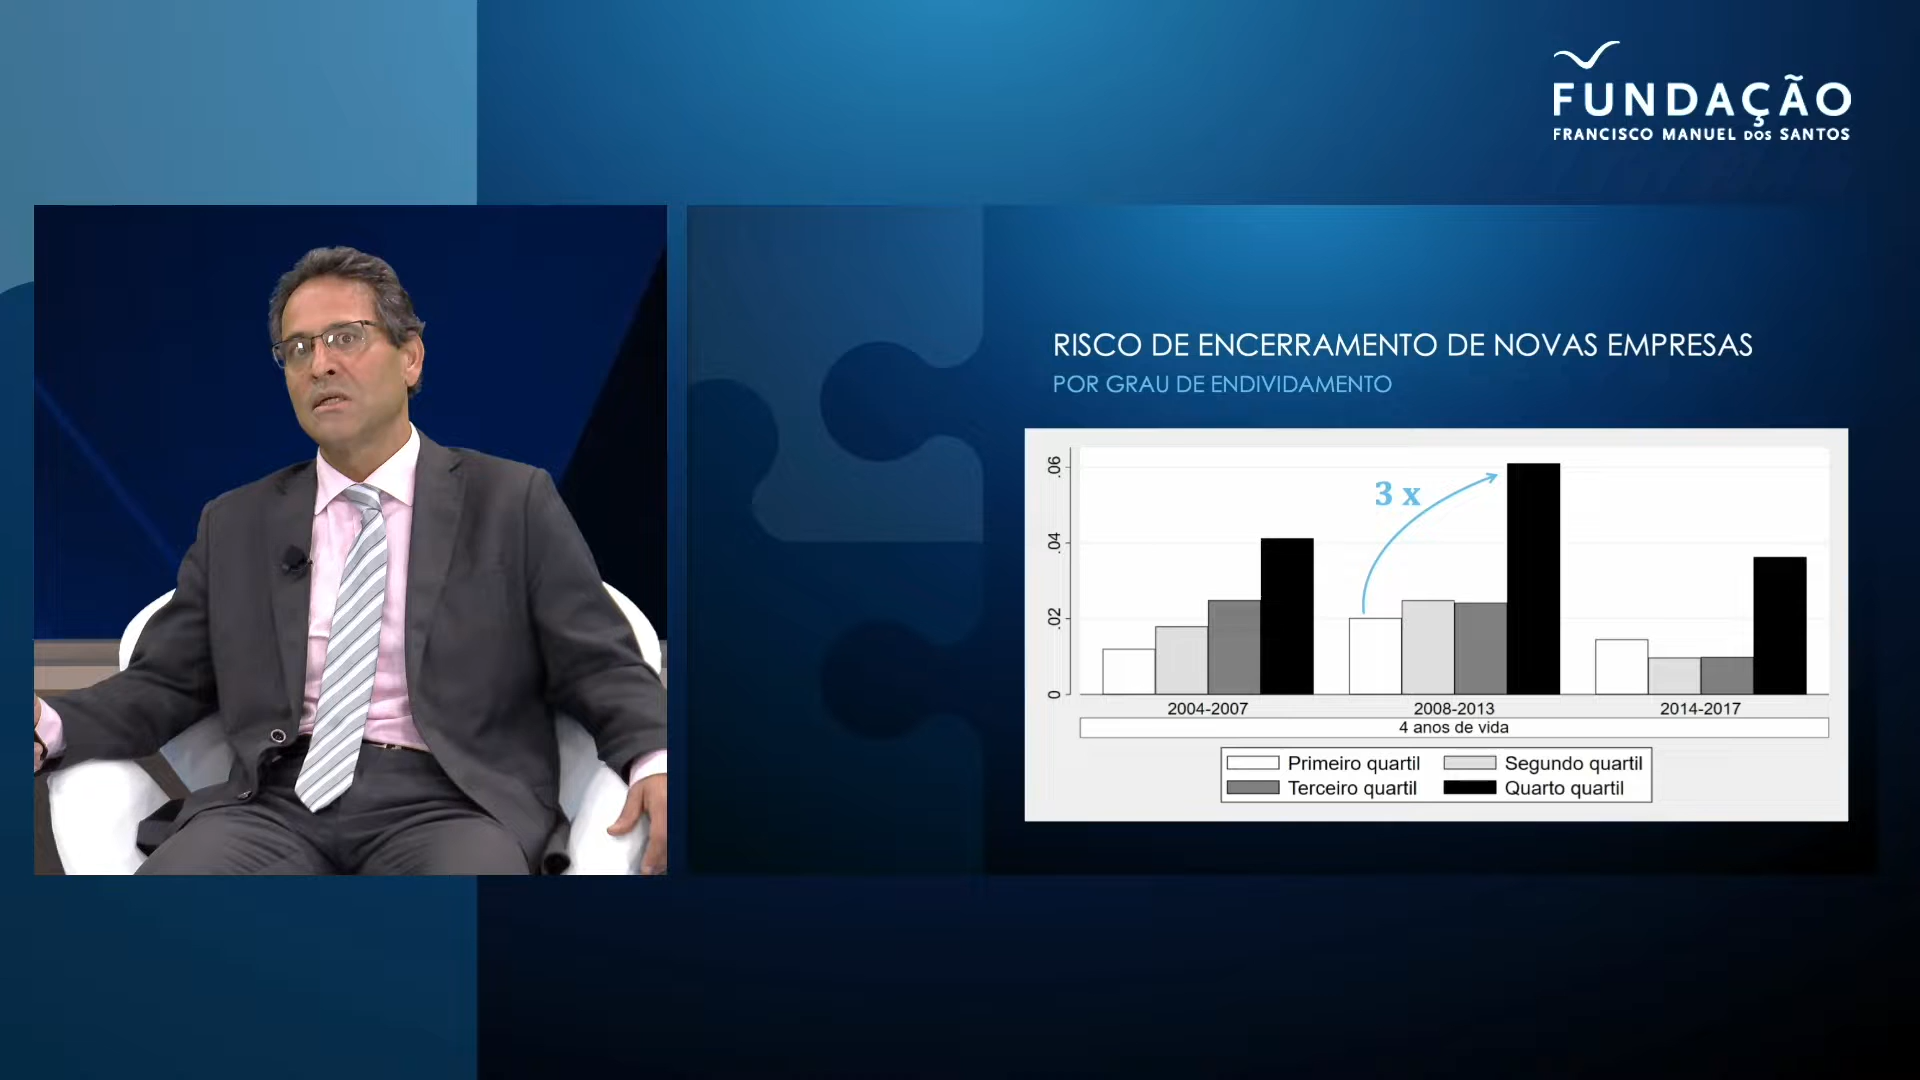 FUNDAÇÃO
FRANCISCO MANUEL DOS SANTOS
RISCO DE ENCERRAMENTO DE NOVAS EMPRESAS
POR GRAU DE ENDIVIDAMENTO
.06
3 x
.04
.02
0
2004-2007 2008-2013 2014-2017
4 anos de vida
Primeiro quartil Segundo quartil
Terceiro quartil Quarto quartil